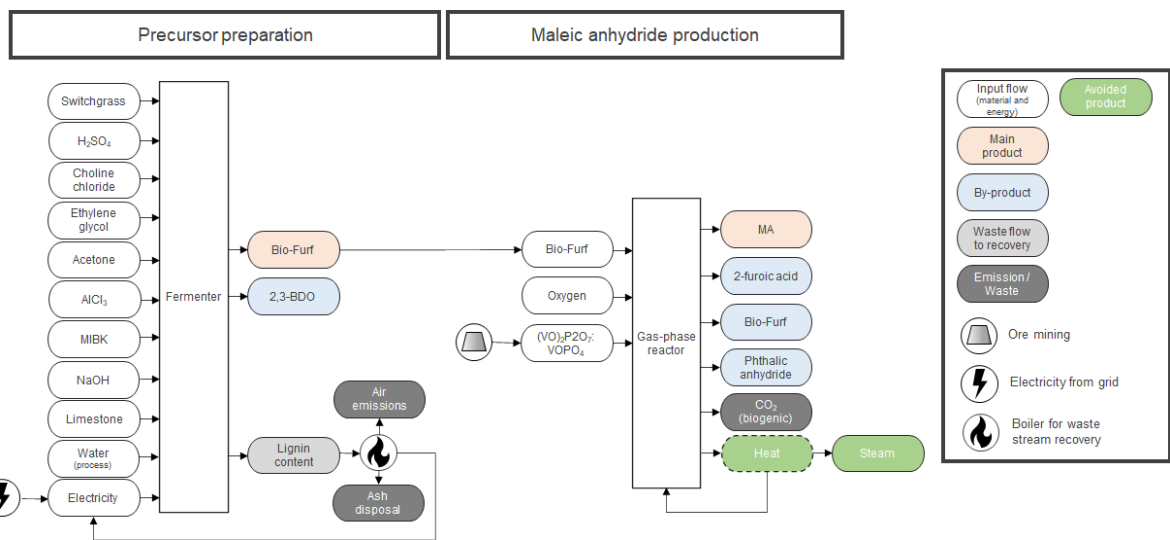 Precursor preparation
Maleic anhydride production
Switchgrass
H₂SO₄
Choline
chloride
Ethylene
glycol
Acetone
AlCl₃
MIBK
NaOH
Limestone
Water
(process)
Electricity
Fermenter
Bio-Furf
2,3-BDO
Lignin
content
Air
emissions
Ash
disposal
Bio-Furf
Oxygen
(VO)₂P2O₇:
VOPO₄
Gas-phase
reactor
MA
2-furoic acid
Bio-Furf
Phthalic
anhydride
CO₂
(biogenic)
Heat
Steam
Input flow
(material and
energy)
Avoided
product
Main
product
By-product
Waste flow
to recovery
Emission /
Waste
Ore mining
Electricity from grid
Boiler for waste
stream recovery